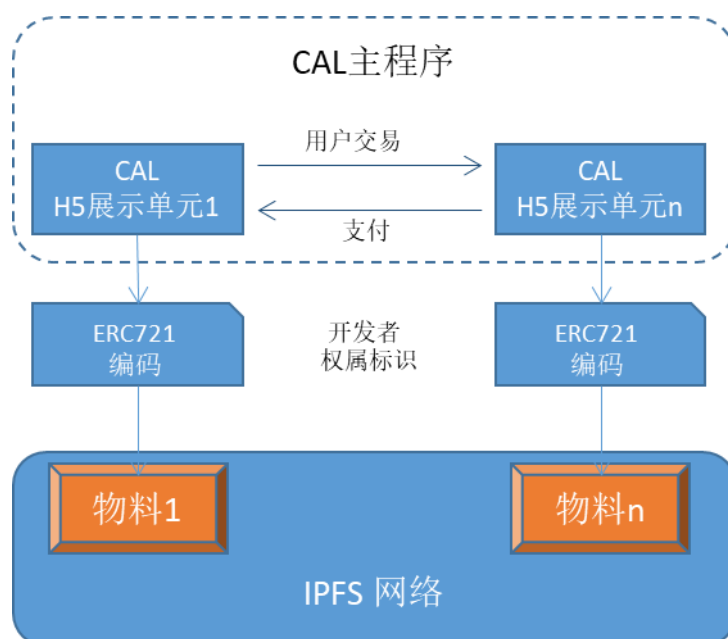 CAL主程序
用户交易
CAL
H5展示单元1
CAL
H5展示单元n
支付
ERC721
编码
开发者
权属标识
ERC721
编码
物料1
物料n
IPFS 网络